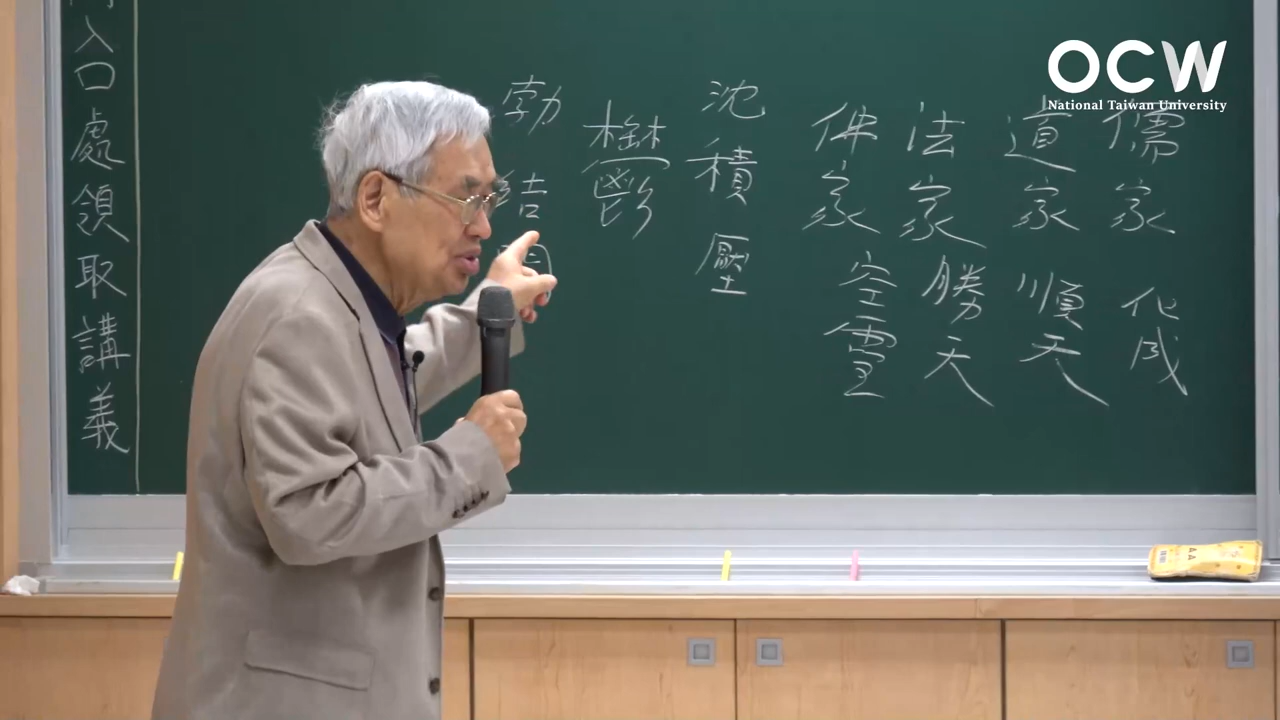 OCW
National Taiwan University
儒家 化成
道家 順天
法家 勝天
佛家 空靈
沈積壓
鬱
勃結
入口處領取講義